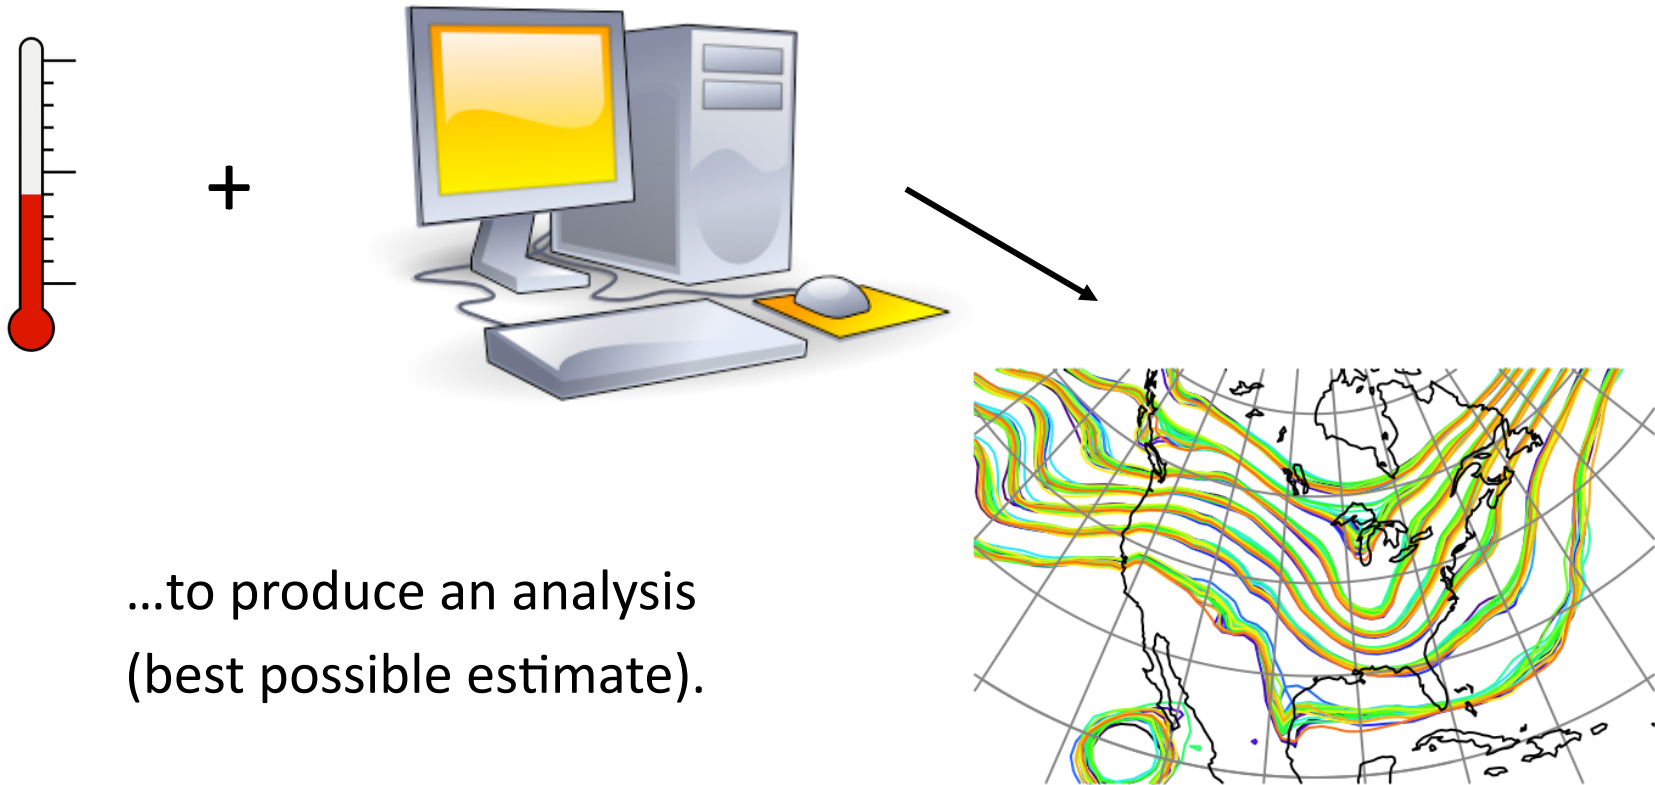 +
...to produce an analysis
(best possible estimate).